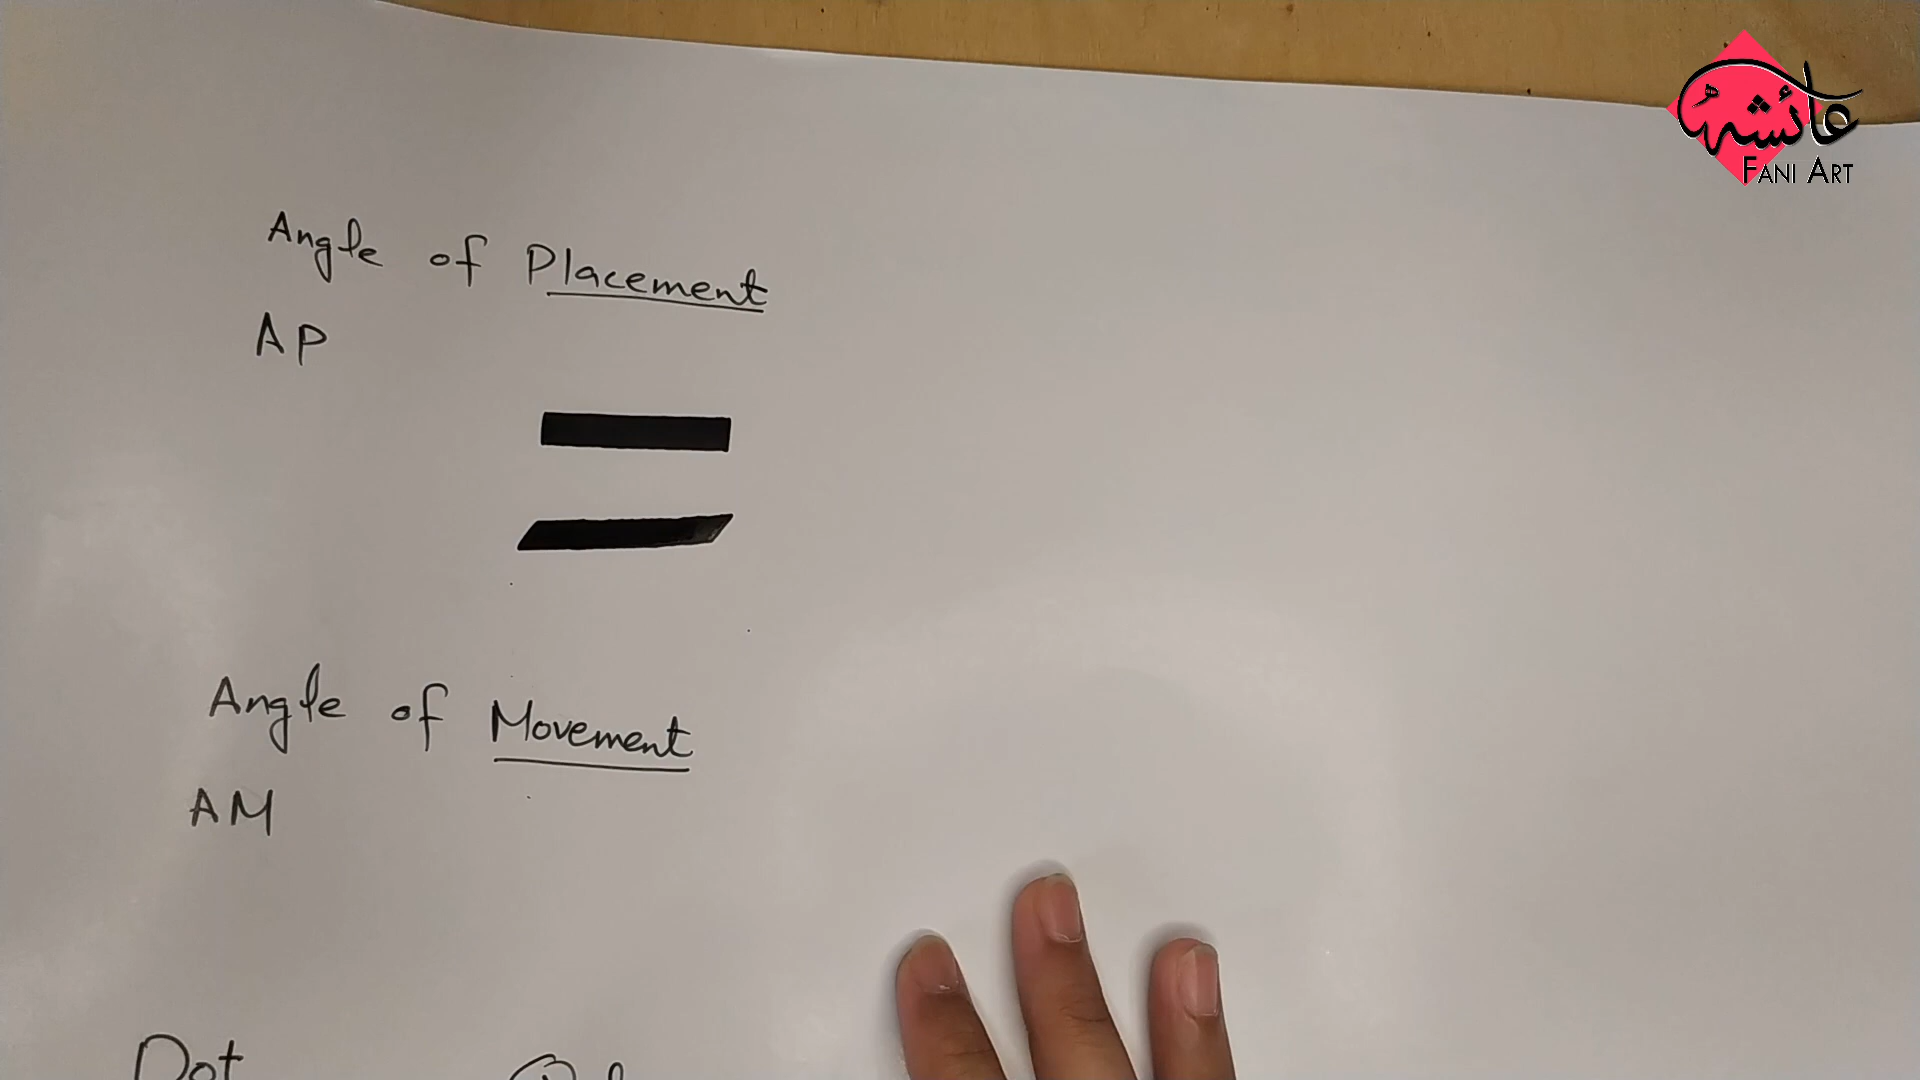 عائشہ
FANI ART
Angle of Placement
AP
Angle of Movement
AM
Dot